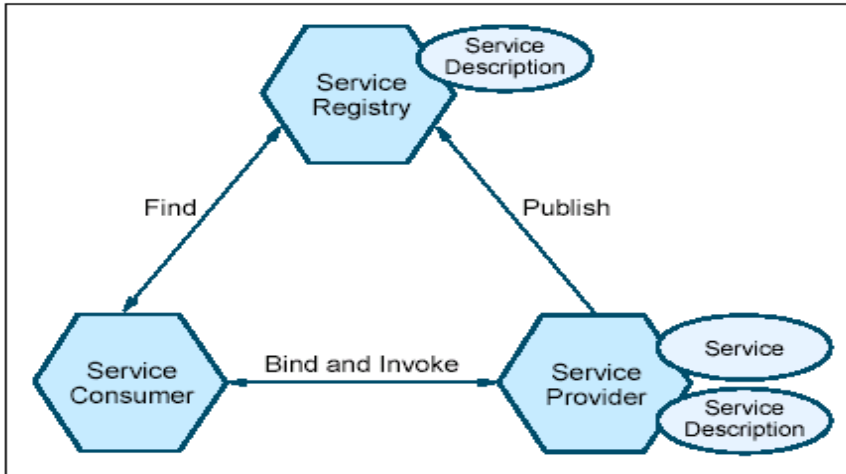 Service
Description
Service
Registry
Find
Publish
Bind and Invoke
Service
Consumer
Service
Provider
Service
Service
Description